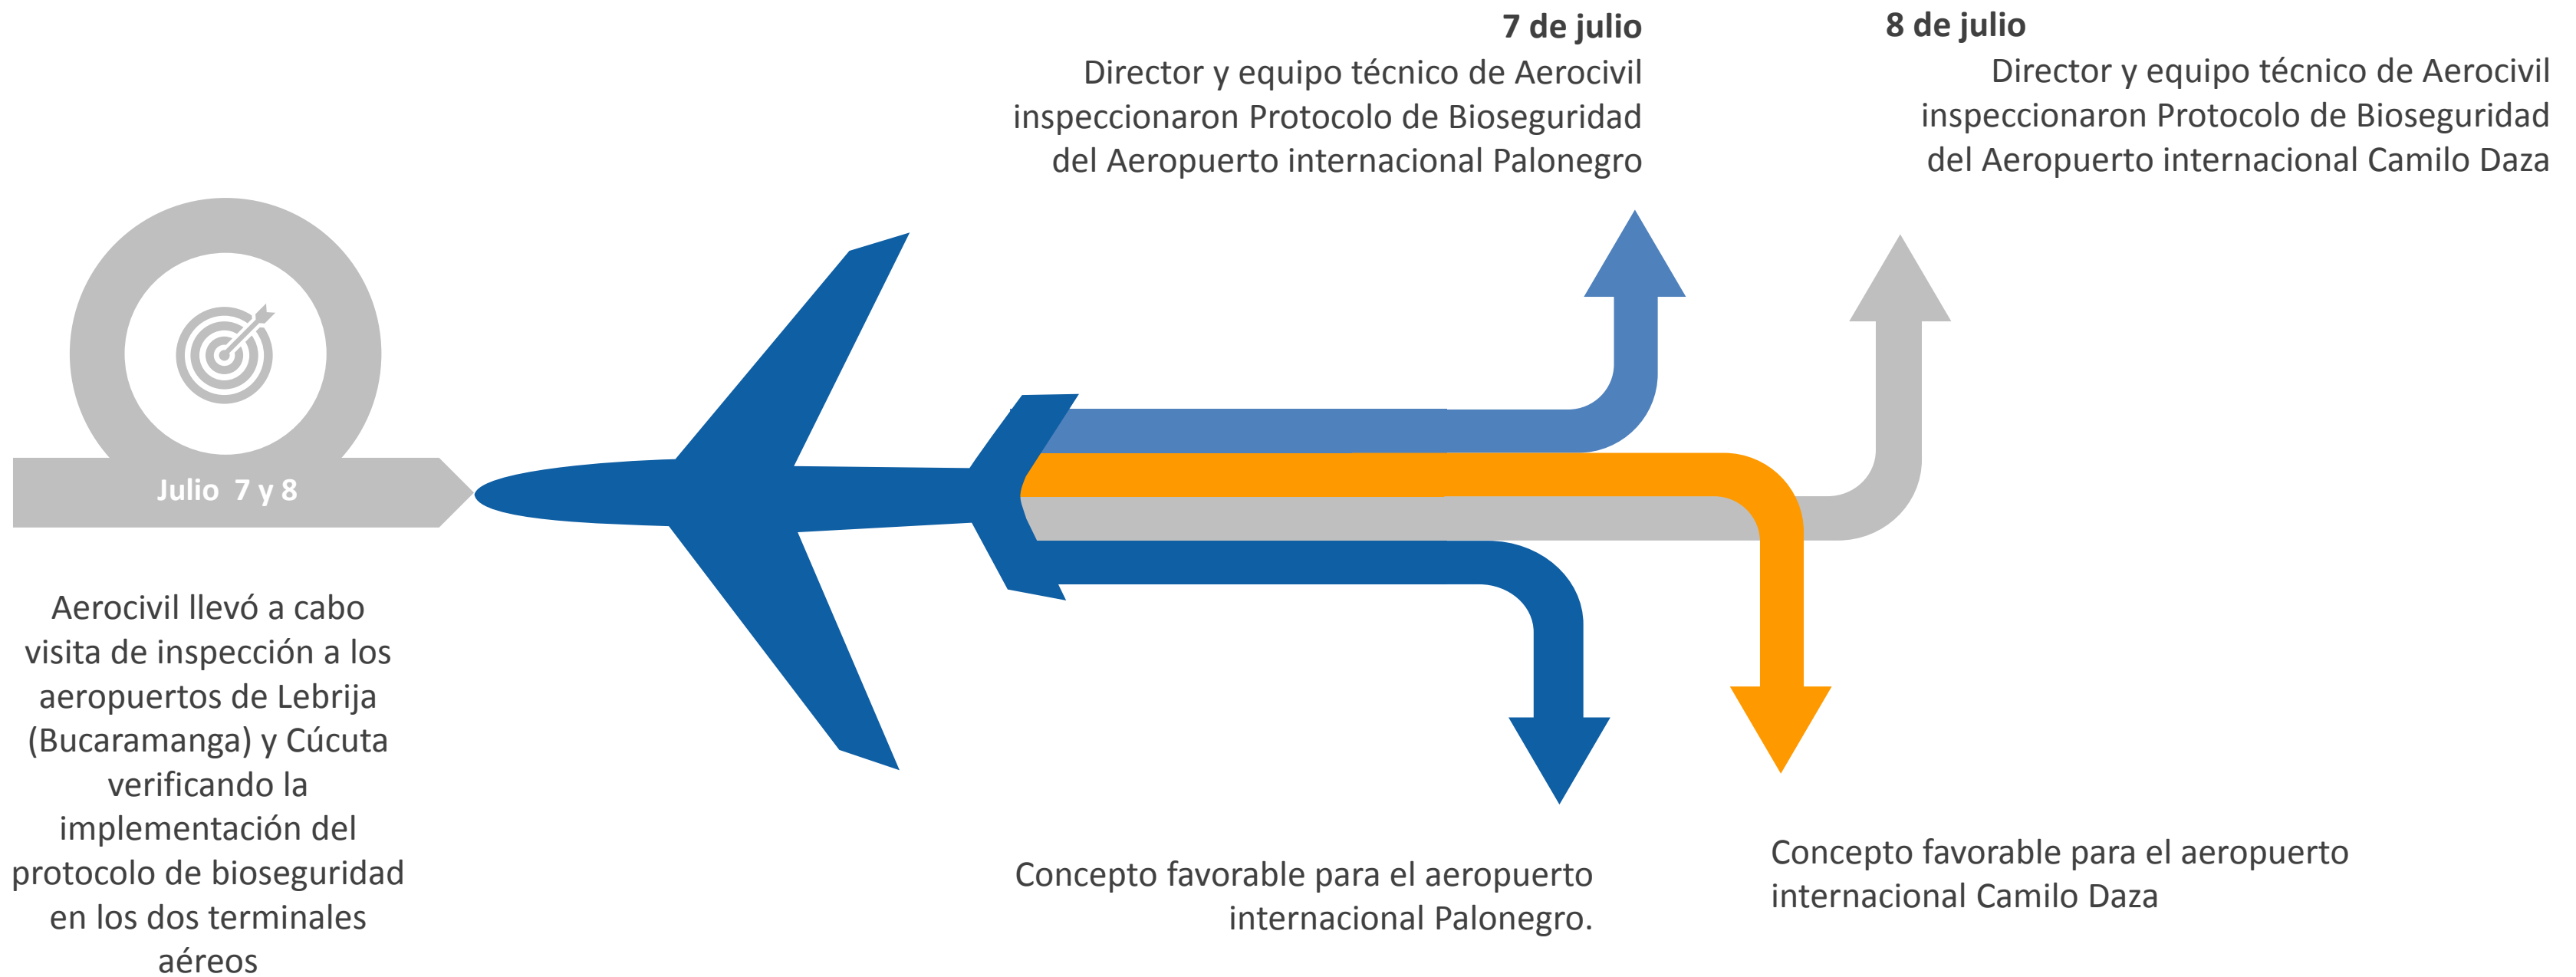 Julio 7 y 8
Aerocivil llevó a cabo
visita de inspección a los
aeropuertos de Lebrija
(Bucaramanga) y Cúcuta
verificando la
implementación del
protocolo de bioseguridad
en los dos terminales
aéreos
7 de julio
Director y equipo técnico de Aerocivil
inspeccionaron Protocolo de Bioseguridad
del Aeropuerto internacional Palonegro
8 de julio
Director y equipo técnico de Aerocivil
inspeccionaron Protocolo de Bioseguridad
del Aeropuerto internacional Camilo Daza
Concepto favorable para el aeropuerto
internacional Palonegro.
Concepto favorable para el aeropuerto
internacional Camilo Daza